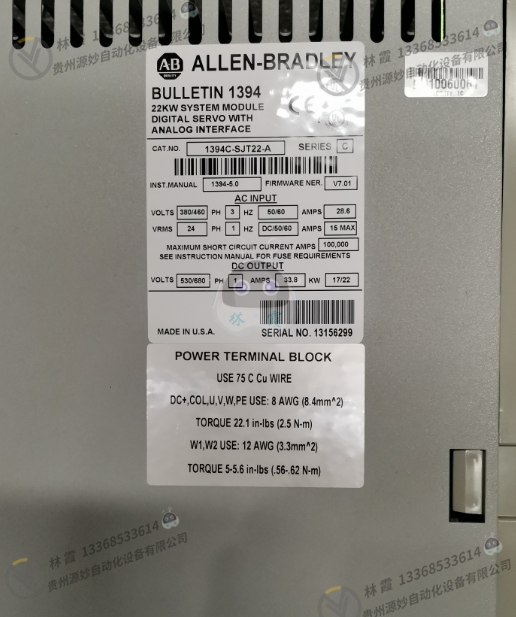 林霞 13368533614
贵州源妙自动化设备有限公司
AB ALLEN-BRADLEY
BULLETIN 1394
22KW SYSTEM MODULE
DIGITAL SERVO WITH
ANALOG INTERFACE
CE
CAT.NO. 1394C-SJT22-A SERIES C
INST.MANUAL 1394-5.0 FIRMWARE NER. V7.01
AC INPUT
VOLTS 380/460 PH 3 HZ 50/60 AMPS 28.6
VRMS 24 PH 1 HZ DC/50/60 AMPS 15 MAX
MAXIMUM SHORT CIRCUIT CURRENT AMPS 100,000
SEE INSTRUCTION MANUAL FOR FUSE REQUIREMENTS
DC OUTPUT
VOLTS 530/680 PH 1 AMPS 33.8 KW 17/22
MADE IN U.S.A. SERIAL NO. 13156299
POWER TERMINAL BLOCK
USE 75 C Cu WIRE
DC+,COL,U,V,W,PE USE: 8 AWG (8.4mm^2)
TORQUE 22.1 in-lbs (2.5 N-m)
W1,W2 USE: 12 AWG (3.3mm^2)
TORQUE 5-5.6 in-lbs (.56-.62 N-m)
林霞 13368533614
贵州源妙自动化设备有限公司
林霞 13368533614
贵州源妙自动化设备有限公司